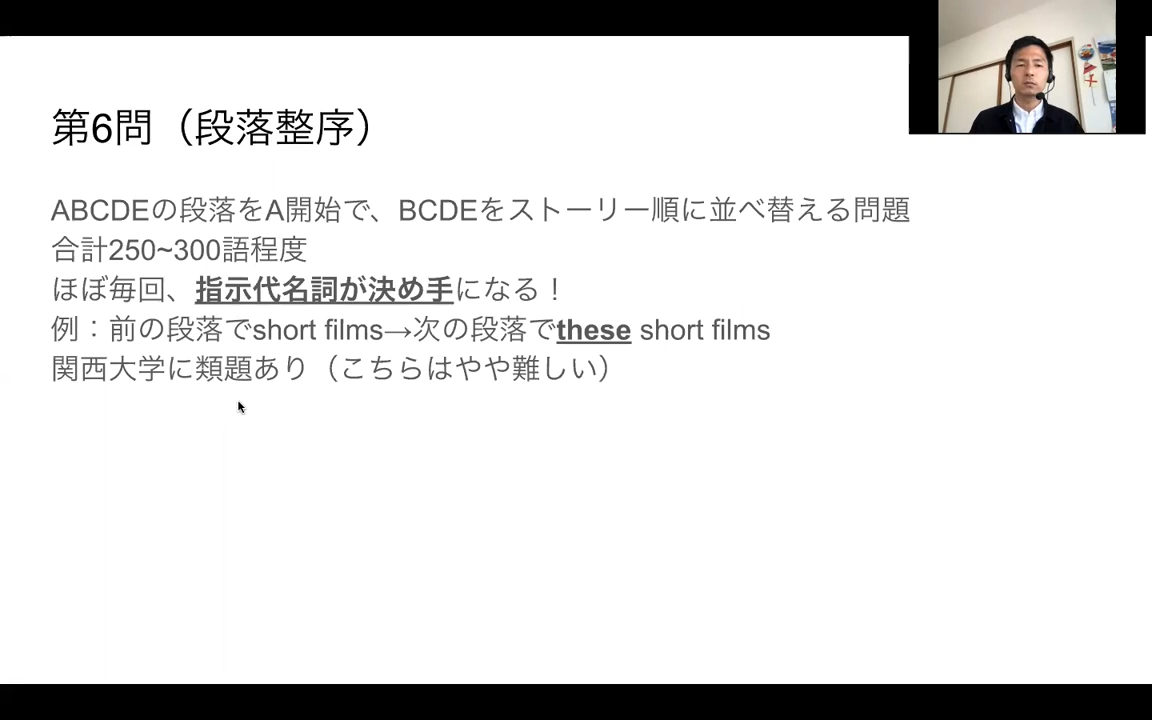 第6問（段落整序）
ABCDEの段落をA開始で、BCDEをストーリー順に並べ替える問題
合計250~300語程度
ほぼ毎回、指示代名詞が決め手になる！
例：前の段落でshort films→次の段落でthese short films
関西大学に類題あり（こちらはやや難しい）